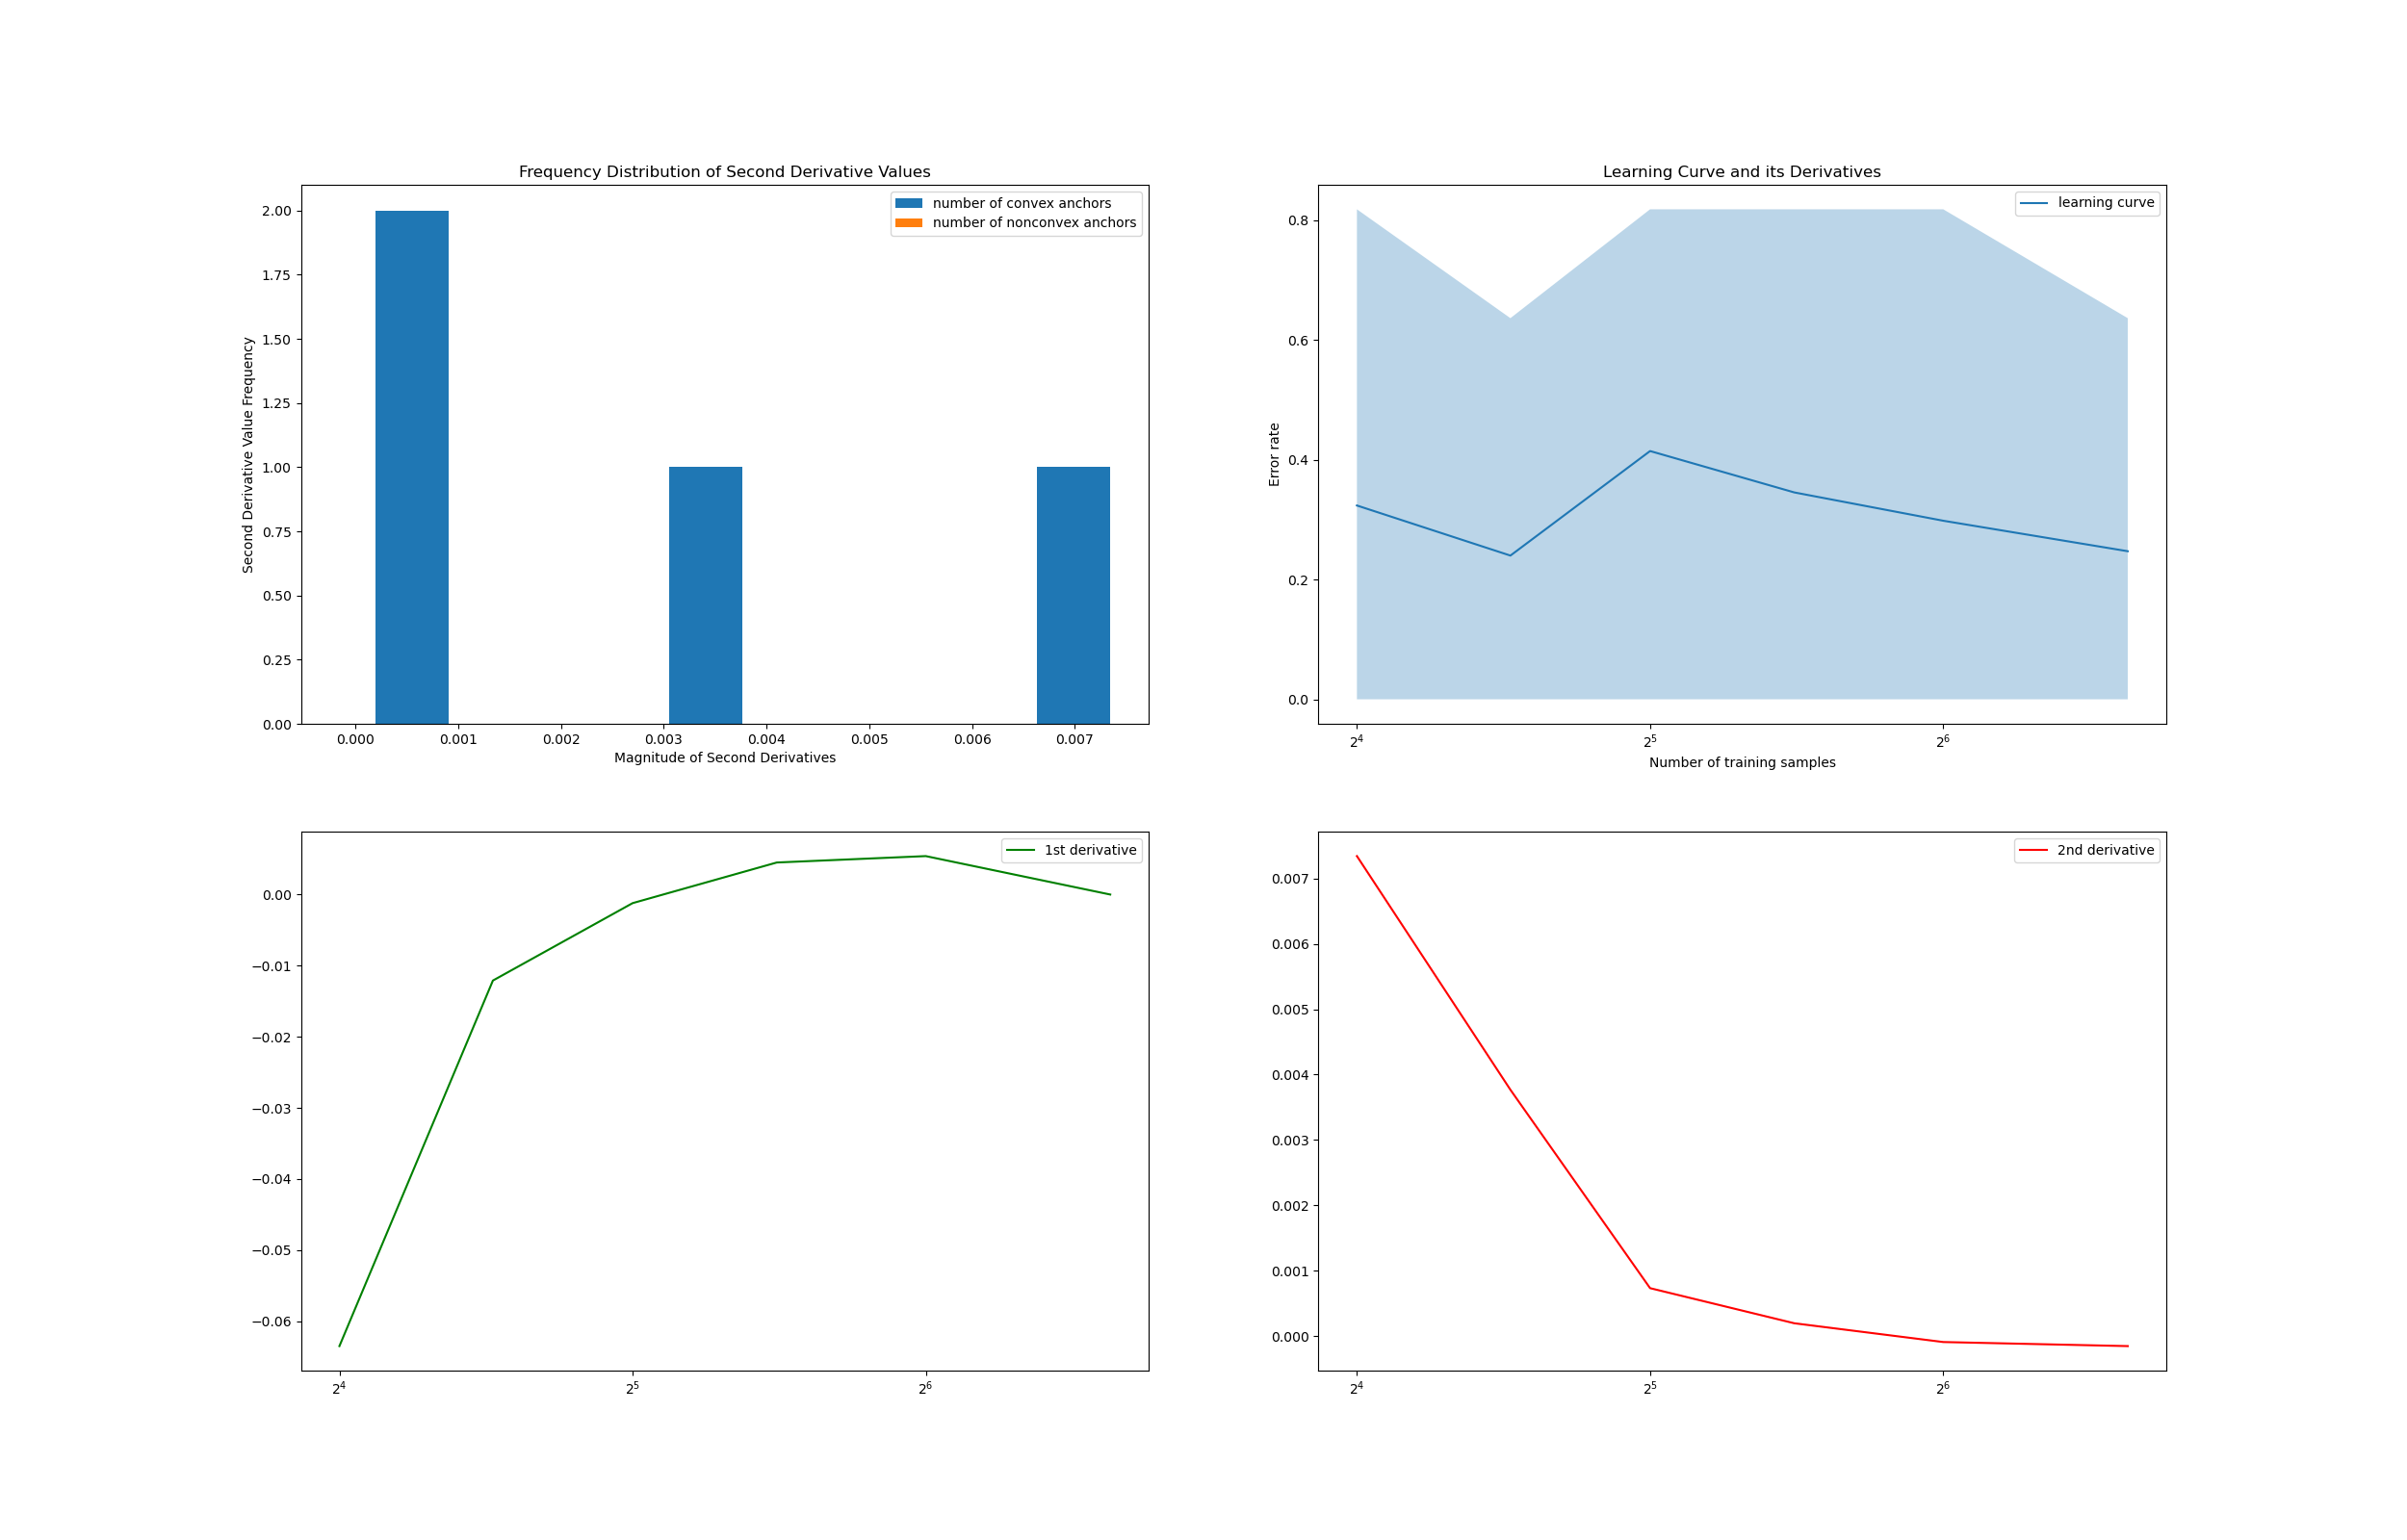 Frequency Distribution of Second Derivative Values
number of convex anchors
number of nonconvex anchors
2.00
1.75
1.50
1.25
1.00
0.75
0.50
0.25
0.00
Second Derivative Value Frequency
0.000 0.001 0.002 0.003 0.004 0.005 0.006 0.007
Magnitude of Second Derivatives
Learning Curve and its Derivatives
learning curve
0.8
0.6
0.4
0.2
0.0
Error rate
2⁴ 2⁵ 2⁶
Number of training samples
1st derivative
0.00
−0.01
−0.02
−0.03
−0.04
−0.05
−0.06
2⁴ 2⁵ 2⁶
2nd derivative
0.007
0.006
0.005
0.004
0.003
0.002
0.001
0.000
2⁴ 2⁵ 2⁶